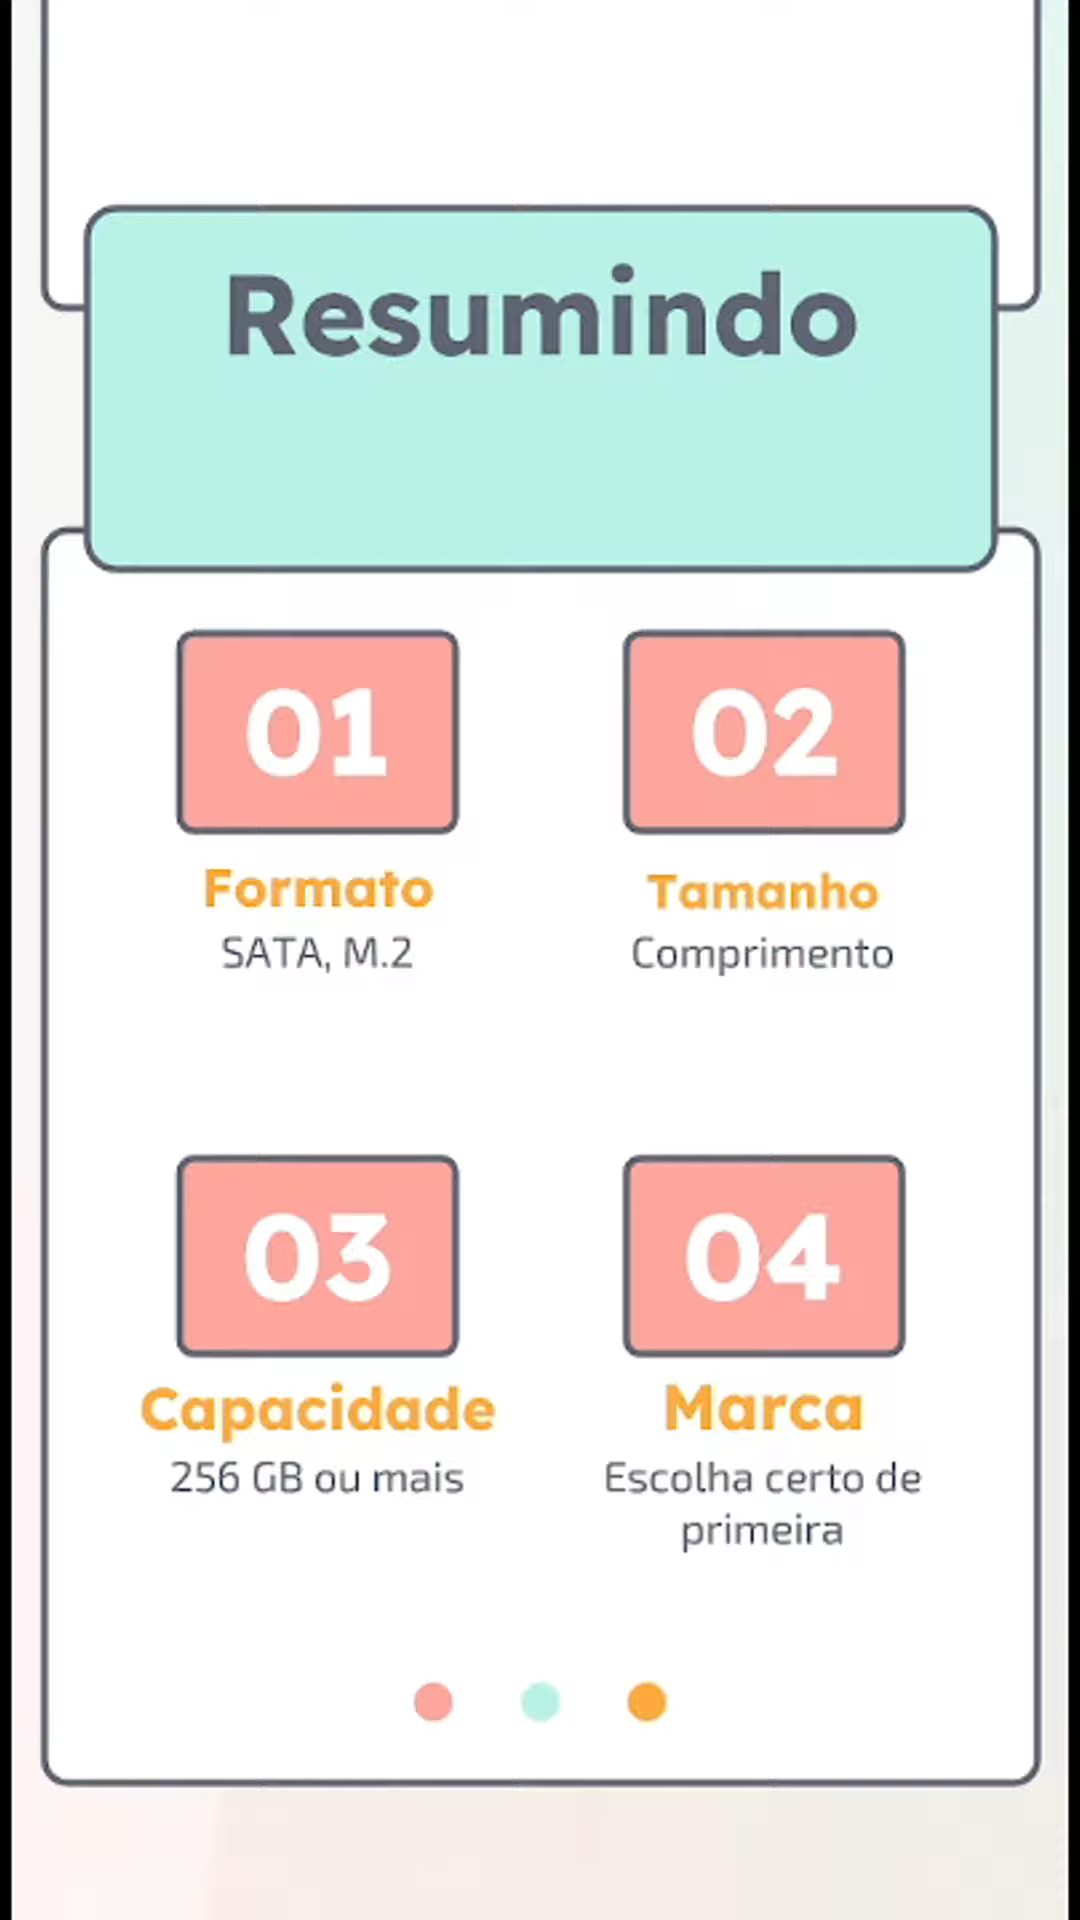 Resumindo
01
02
Formato
Tamanho
SATA, M.2
Comprimento
03
04
Capacidade
Marca
256 GB ou mais
Escolha certo de
primeira